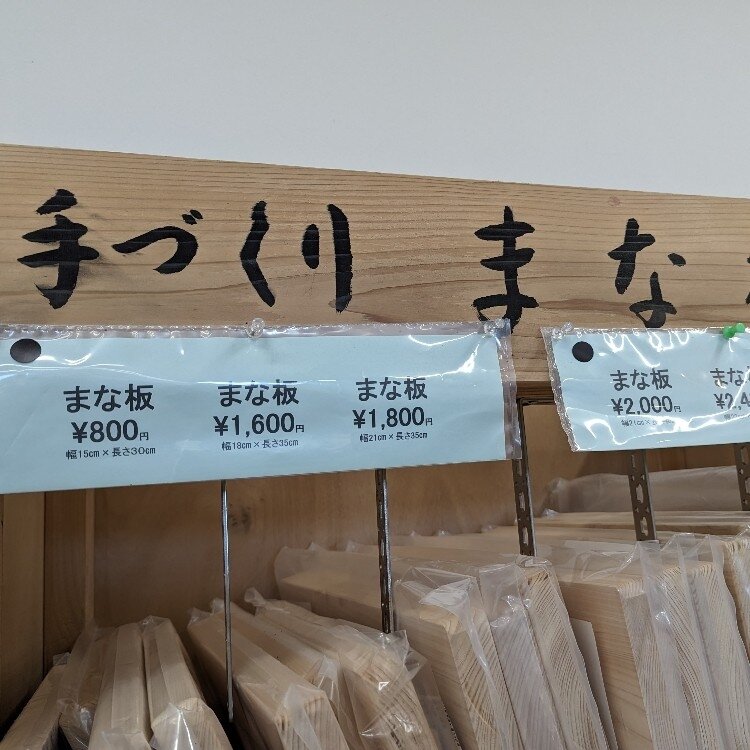 手づくり まな
まな板
¥800円
幅15cm×長さ30cm
まな板
¥1,600円
幅18cm×長さ35cm
まな板
¥1,800円
幅21cm×長さ35cm
まな板
¥2,000円